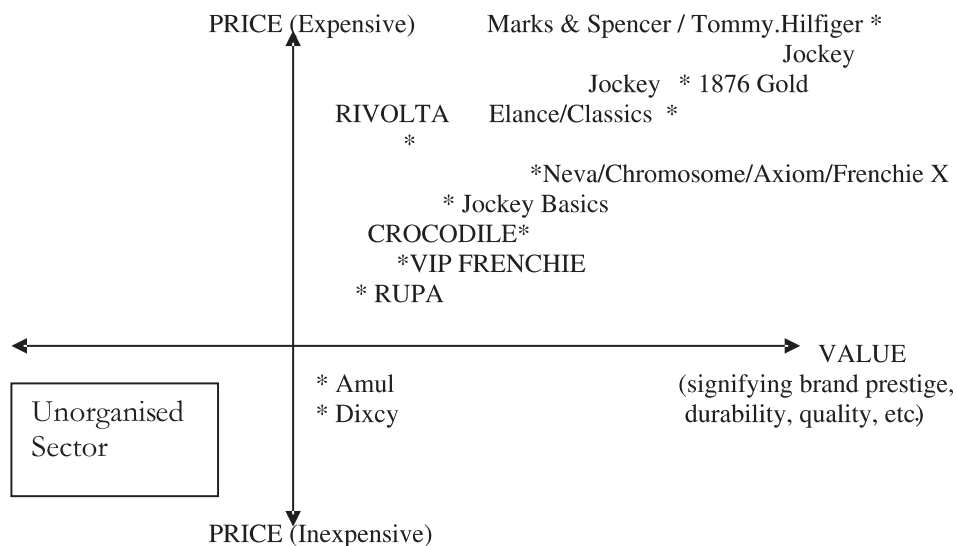 PRICE (Expensive) Marks & Spencer / Tommy.Hilfiger *
Jockey
Jockey * 1876 Gold
RIVOLTA Elance/Classics *
*
*Neva/Chromosome/Axiom/Frenchie X
* Jockey Basics
CROCODILE*
*VIP FRENCHIE
* RUPA
VALUE
(signifying brand prestige,
durability, quality, etc.)
* Amul
* Dixcy
Unorganised
Sector
PRICE (Inexpensive)